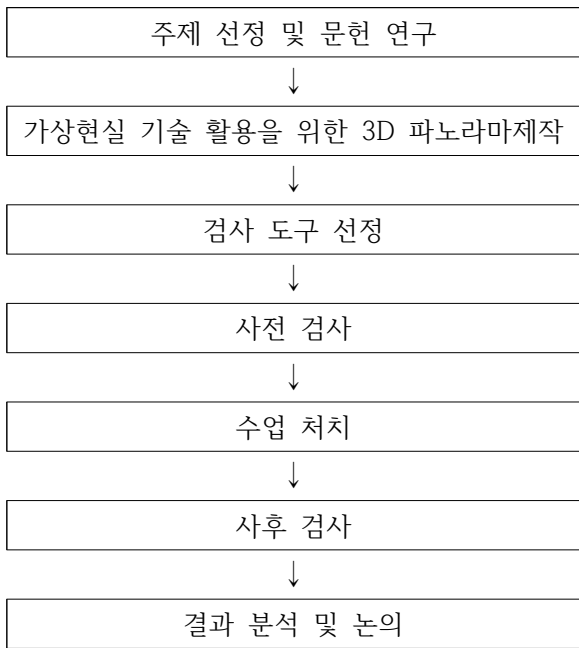 주제 선정 및 문헌 연구
↓
가상현실 기술 활용을 위한 3D 파노라마제작
↓
검사 도구 선정
↓
사전 검사
↓
수업 처치
↓
사후 검사
↓
결과 분석 및 논의